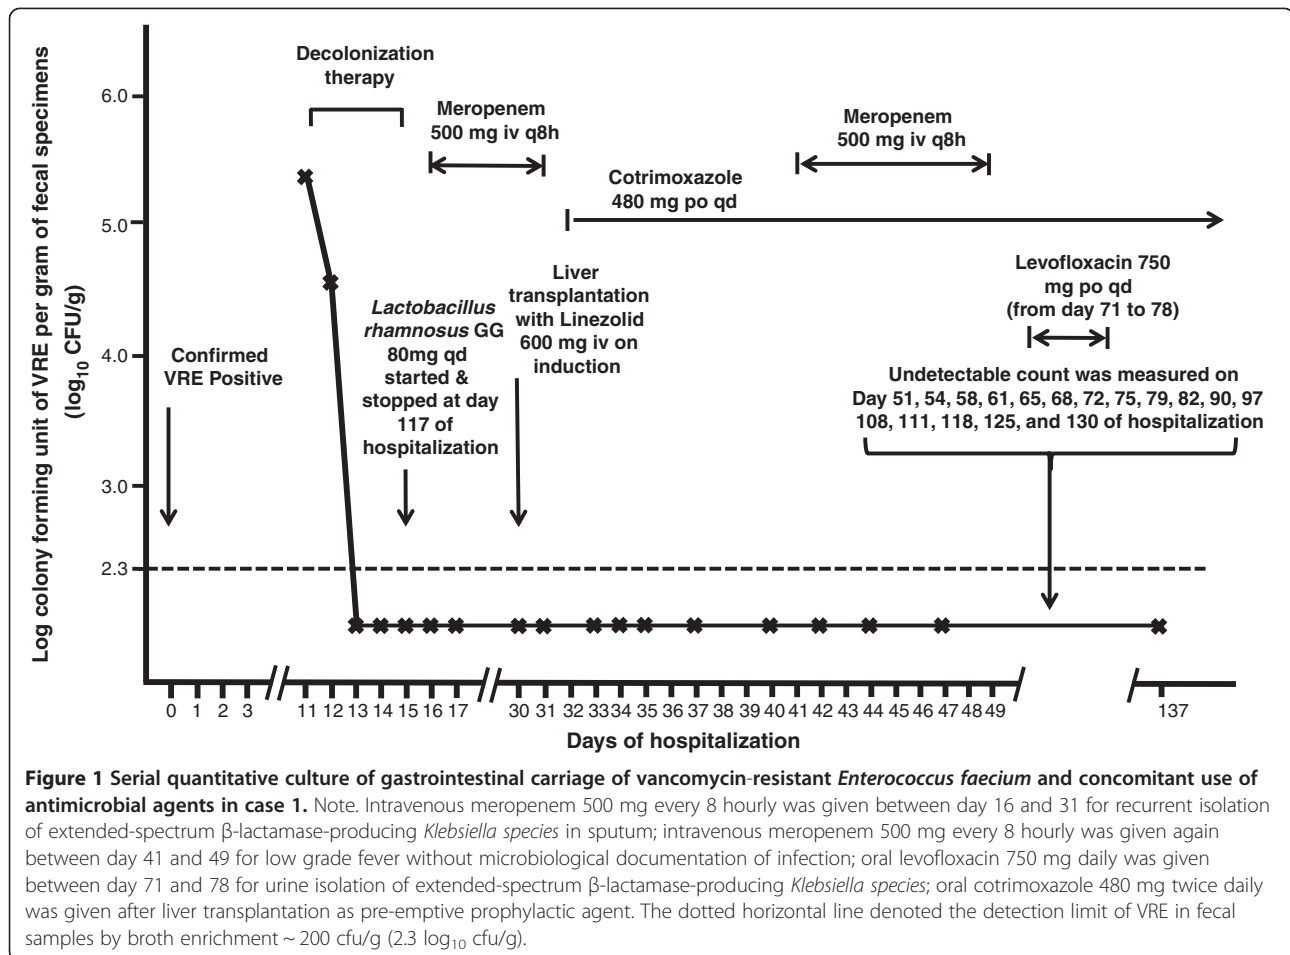 Log colony forming unit of VRE per gram of fecal specimens
(log10 CFU/g)
6.0
5.0
4.0
3.0
2.3
Decolonization
therapy
Meropenem
500 mg iv q8h
Meropenem
500 mg iv q8h
Cotrimoxazole
480 mg po qd
Confirmed
VRE Positive
Lactobacillus
rhamnosus GG
80mg qd
started &
stopped at day
117 of
hospitalization
Liver
transplantation
with Linezolid
600 mg iv on
induction
Levofloxacin 750
mg po qd
(from day 71 to 78)
Undetectable count was measured on
Day 51, 54, 58, 61, 65, 68, 72, 75, 79, 82, 90, 97
108, 111, 118, 125, and 130 of hospitalization
0 1 2 3 11 12 13 14 15 16 17 30 31 32 33 34 35 36 37 38 39 40 41 42 43 44 45 46 47 48 49 137
Days of hospitalization
Figure 1 Serial quantitative culture of gastrointestinal carriage of vancomycin-resistant Enterococcus faecium and concomitant use of
antimicrobial agents in case 1. Note. Intravenous meropenem 500 mg every 8 hourly was given between day 16 and 31 for recurrent isolation
of extended-spectrum β-lactamase-producing Klebsiella species in sputum; intravenous meropenem 500 mg every 8 hourly was given again
between day 41 and 49 for low grade fever without microbiological documentation of infection; oral levofloxacin 750 mg daily was given
between day 71 and 78 for urine isolation of extended-spectrum β-lactamase-producing Klebsiella species; oral cotrimoxazole 480 mg twice daily
was given after liver transplantation as pre-emptive prophylactic agent. The dotted horizontal line denoted the detection limit of VRE in fecal
samples by broth enrichment ~ 200 cfu/g (2.3 log10 cfu/g).